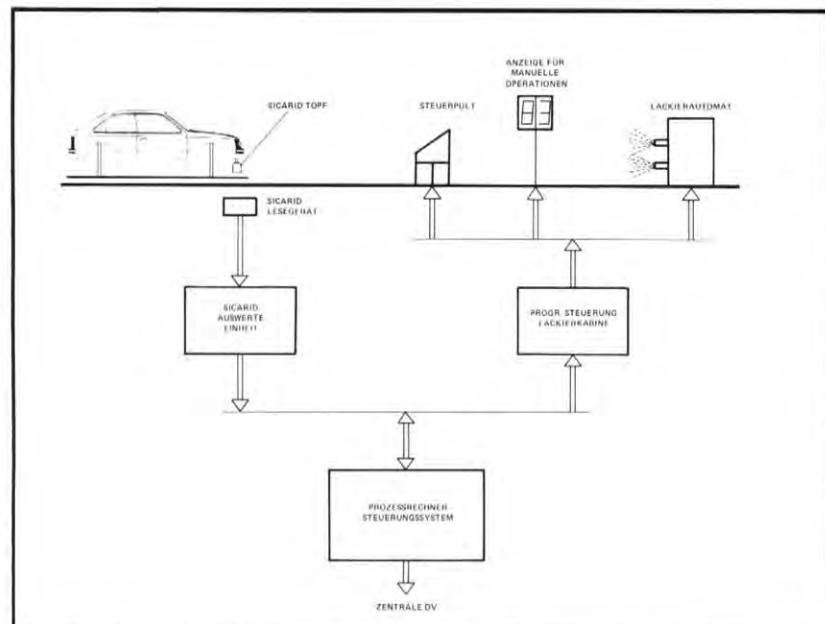 ANZEIGE FÜR
MANUELLE
OPERATIONEN
SICARID TOPF
STEUERPULT
LACKIERAUTOMAT
83
SICARID
LESEGERÄT
SICARID
AUSWERTE
EINHEIT
PROGR. STEUERUNG
LACKIERKABINE
PROZESSRECHNER
STEUERUNGSSYSTEM
ZENTRALE DV